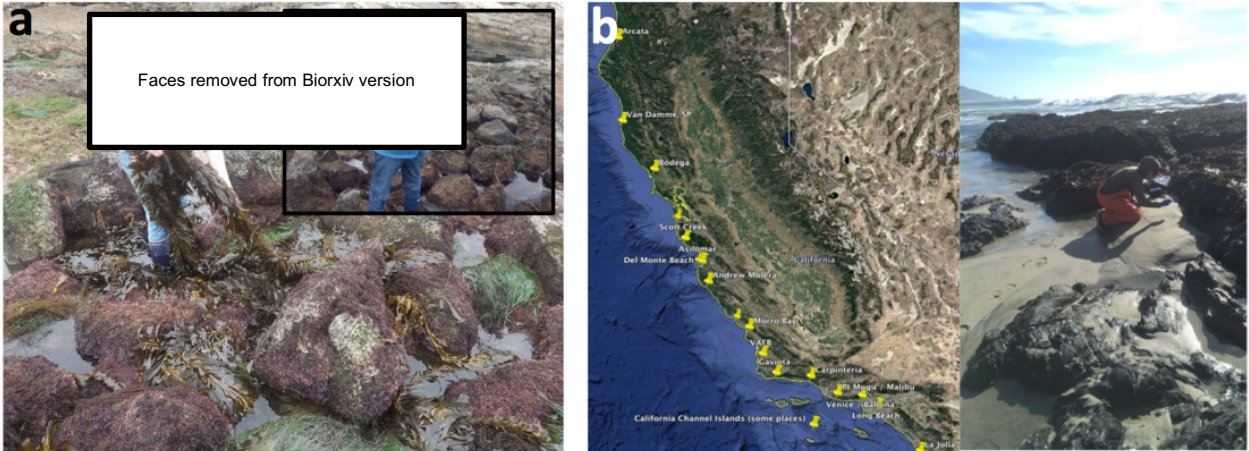 a
Faces removed from Biorxiv version
b
Arcata
Van Damme, SP
Bodega
Scott Creek
Asilomar
Del Monte Beach
Andrew Molera
California
Morro Bay
VAFB
Gaviota
Carpinteria
Pt Mugu / Malibu
Venice / Ballona
Long Beach
California Channel Islands (some places)
La Jolla